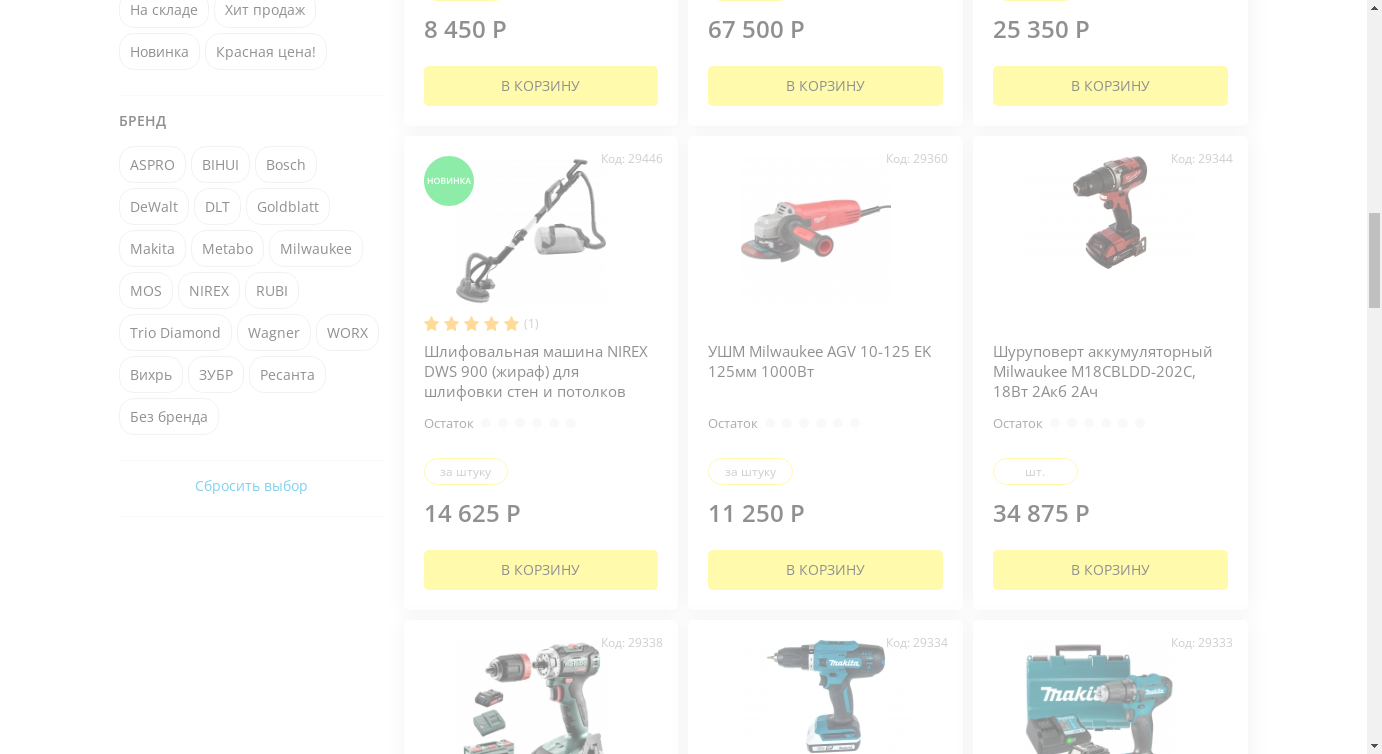 На складе
Хит продаж
Новинка
Красная цена!
БРЕНД
ASPRO
BIHUI
Bosch
DeWalt
DLT
Goldblatt
Makita
Metabo
Milwaukee
MOS
NIREX
RUBI
Trio Diamond
Wagner
WORX
Вихрь
ЗУБР
Ресанта
Без бренда
Сбросить выбор
8 450 Р
В КОРЗИНУ
67 500 Р
В КОРЗИНУ
25 350 Р
В КОРЗИНУ
НОВИНКА
Код: 29446
(1)
Шлифовальная машина NIREX
DWS 900 (жираф) для
шлифовки стен и потолков
Остаток
за штуку
14 625 Р
В КОРЗИНУ
Код: 29360
УШМ Milwaukee AGV 10-125 EK
125мм 1000Вт
Остаток
за штуку
11 250 Р
В КОРЗИНУ
Код: 29344
Шуруповерт аккумуляторный
Milwaukee M18CBLDD-202C,
18Вт 2Акб 2Ач
Остаток
шт.
34 875 Р
В КОРЗИНУ
Код: 29338
Код: 29334
makita
Код: 29333
makita